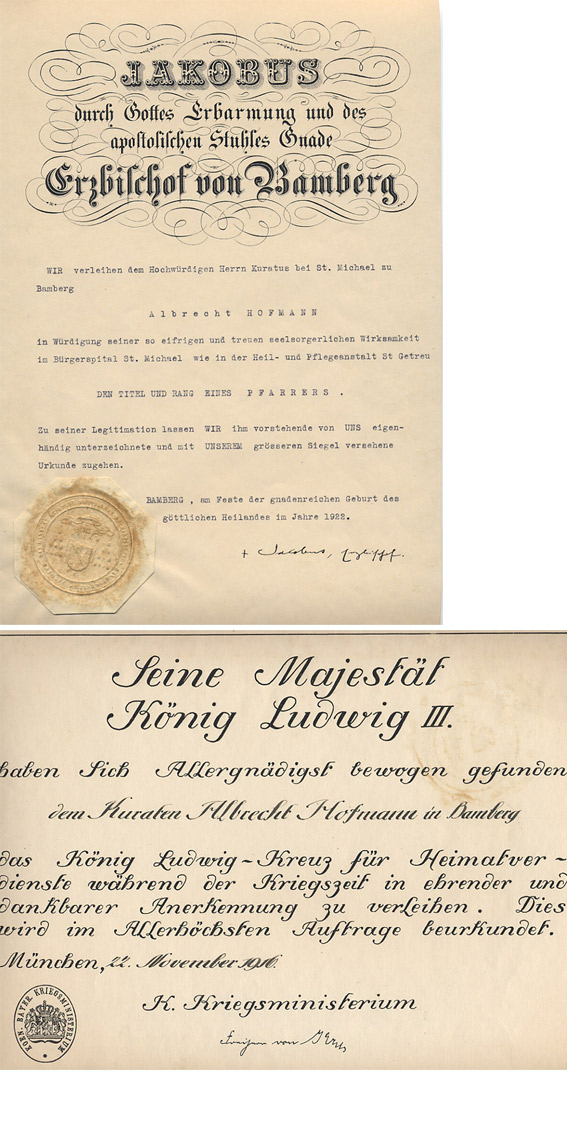 JAKOBUS
durch Gottes Erbarmung und des
apostolischen Stuhles Gnade
Erzbischof von Bamberg
WIR verleihen dem Hochwürdigen Herrn Kuratus bei St. Michael zu
Bamberg
Albrecht HOFMANN
in Würdigung seiner so eifrigen und treuen seelsorgerlichen Wirksamkeit
im Bürgerspital St. Michael wie in der Heil- und Pflegeanstalt St Getreu
DEN TITEL UND RANG EINES PFARRERS .
Zu seiner Legitimation lassen WIR ihm vorstehende von UNS eigen-
händig unterzeichnete und mit UNSEREM grösseren Siegel versehene
Urkunde zugehen.
BAMBERG , am Feste der gnadenreichen Geburt des
göttlichen Heilandes im Jahre 1922.
+ Jacobus,
Seine Majestät
König Ludwig III.
haben Sich Allergnädigst bewogen gefunden
dem Kuraten Albrecht Hofmann in Bamberg
das König Ludwig-Kreuz für Heimatver-
dienste während der Kriegszeit in ehrender und
dankbarer Anerkennung zu verleihen. Dies
wird im Allerhöchsten Auftrage beurkundet.
München, 22. November 1916.
K. Kriegsministerium
KOEN. BAYER. KRIEGSMINISTERIUM
Freiherr von